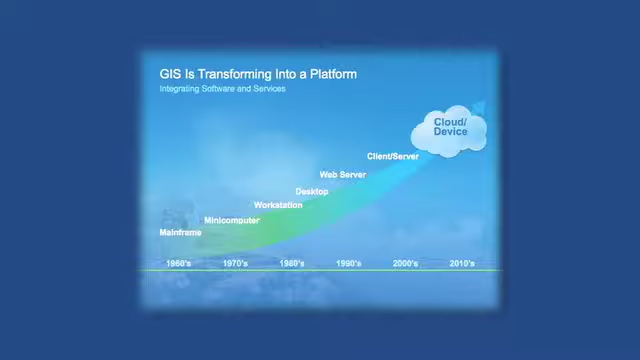 GIS Is Transforming Into a Platform
Integrating Software and Services
Cloud/
Device
Client/Server
Web Server
Desktop
Workstation
Minicomputer
Mainframe
1960's 1970's 1980's 1990's 2000's 2010's